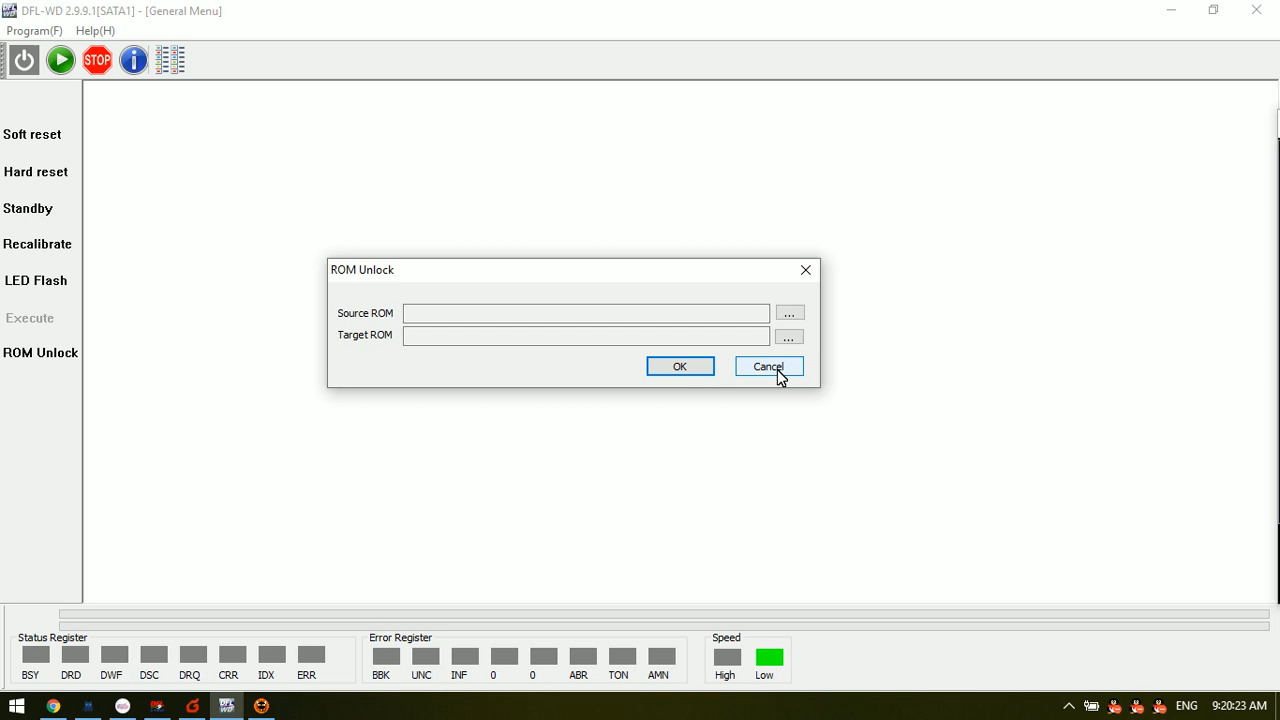 DFL-WD 2.9.9.1[SATA1] - [General Menu]
Program(F) Help(H)
STOP
Soft reset
Hard reset
Standby
Recalibrate
LED Flash
Execute
ROM Unlock
ROM Unlock
Source ROM ...
Target ROM ...
OK Cancel
Status Register Error Register Speed
BSY DRD DWF DSC DRQ CRR IDX ERR BBK UNC INF 0 0 ABR TON AMN High Low
ENG 9:20:23 AM